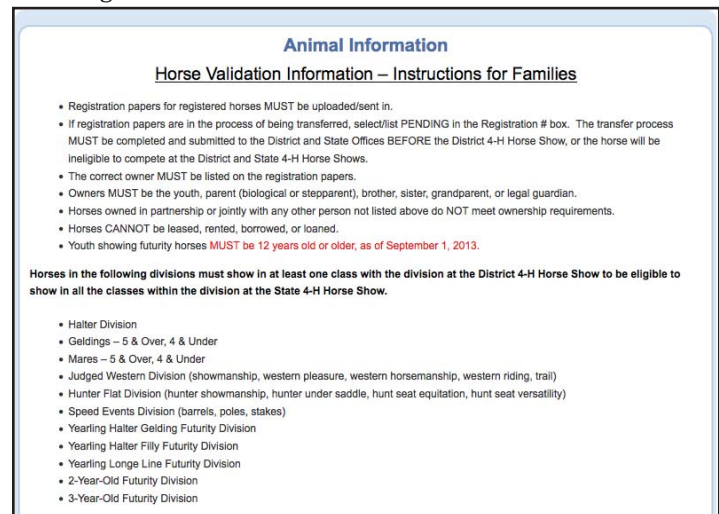 Animal Information
Horse Validation Information – Instructions for Families
• Registration papers for registered horses MUST be uploaded/sent in.
• If registration papers are in the process of being transferred, select/list PENDING in the Registration # box. The transfer process
MUST be completed and submitted to the District and State Offices BEFORE the District 4-H Horse Show, or the horse will be
ineligible to compete at the District and State 4-H Horse Shows.
• The correct owner MUST be listed on the registration papers.
• Owners MUST be the youth, parent (biological or stepparent), brother, sister, grandparent, or legal guardian.
• Horses owned in partnership or jointly with any other person not listed above do NOT meet ownership requirements.
• Horses CANNOT be leased, rented, borrowed, or loaned.
• Youth showing futurity horses MUST be 12 years old or older, as of September 1, 2013.
Horses in the following divisions must show in at least one class with the division at the District 4-H Horse Show to be eligible to
show in all the classes within the division at the State 4-H Horse Show.
• Halter Division
• Geldings – 5 & Over, 4 & Under
• Mares – 5 & Over, 4 & Under
• Judged Western Division (showmanship, western pleasure, western horsemanship, western riding, trail)
• Hunter Flat Division (hunter showmanship, hunter under saddle, hunt seat equitation, hunt seat versatility)
• Speed Events Division (barrels, poles, stakes)
• Yearling Halter Gelding Futurity Division
• Yearling Halter Filly Futurity Division
• Yearling Longe Line Futurity Division
• 2-Year-Old Futurity Division
• 3-Year-Old Futurity Division